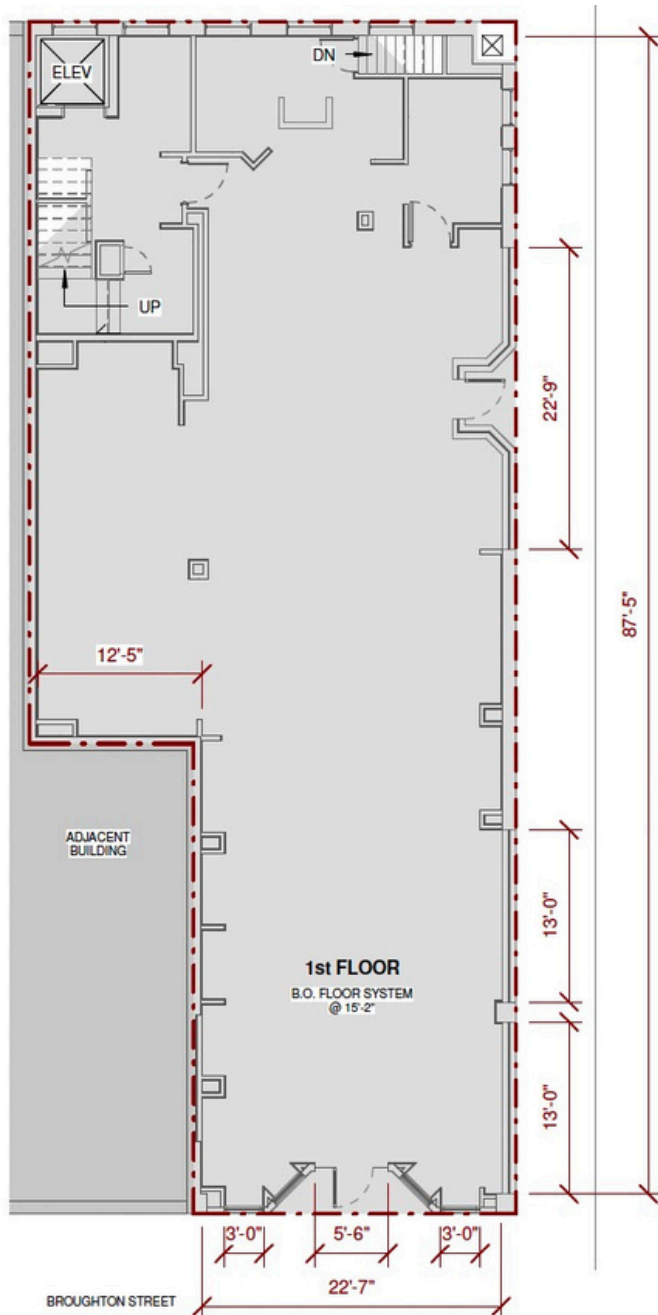 ELEV
DN
UP
22'-9"
87'-5"
12'-5"
ADJACENT
BUILDING
13'-0"
1st FLOOR
B.O. FLOOR SYSTEM
@ 15'-2"
13'-0"
3'-0"
5'-6"
3'-0"
22'-7"
BROUGHTON STREET